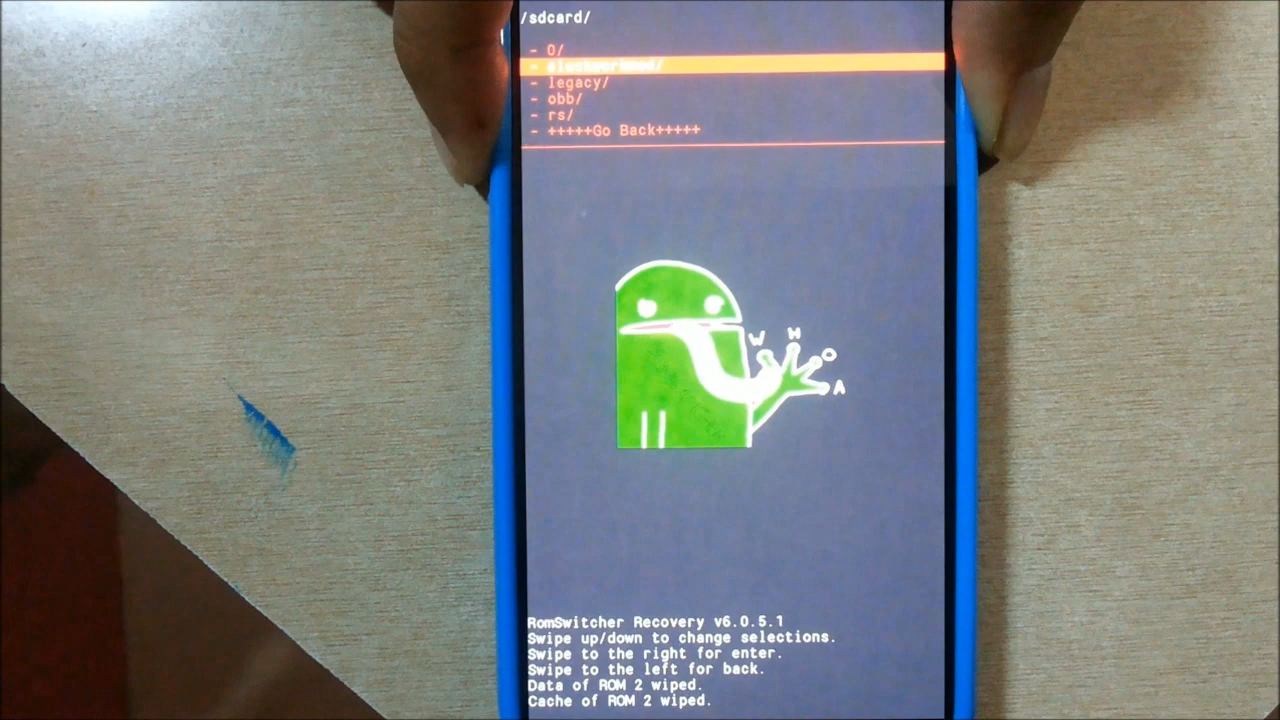 /sdcard/
- 0/
-
- legacy/
- obb/
- rs/
- +++++Go Back+++++
W H O A
RomSwitcher Recovery v6.0.5.1
Swipe up/down to change selections.
Swipe to the right for enter.
Swipe to the left for back.
Data of ROM 2 wiped.
Cache of ROM 2 wiped.